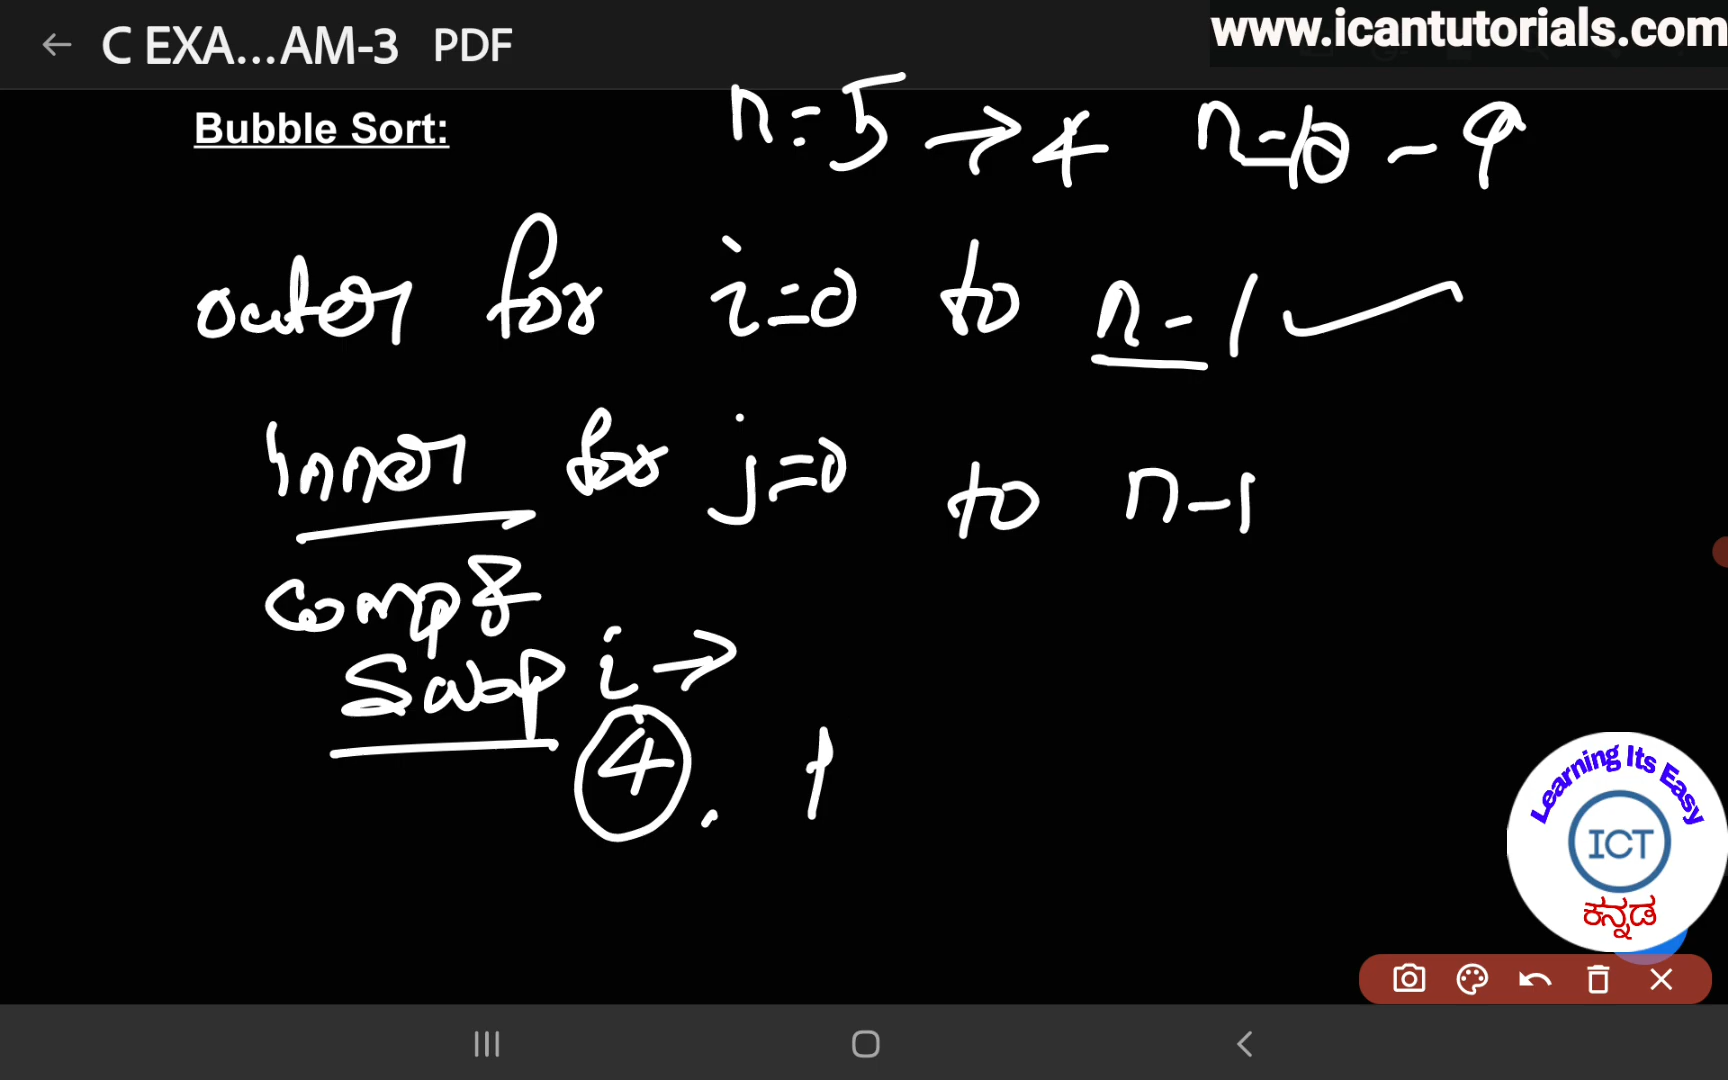 C EXA...AM-3 PDF
www.icantutorials.com
Bubble Sort:
n=5 → 4 n=10 - 9
outer for i=0 to n-1
inner for j=0 to n-1
comp &
Swap i →
4.
Learning Its Easy
ICT
ಕನ್ನಡ